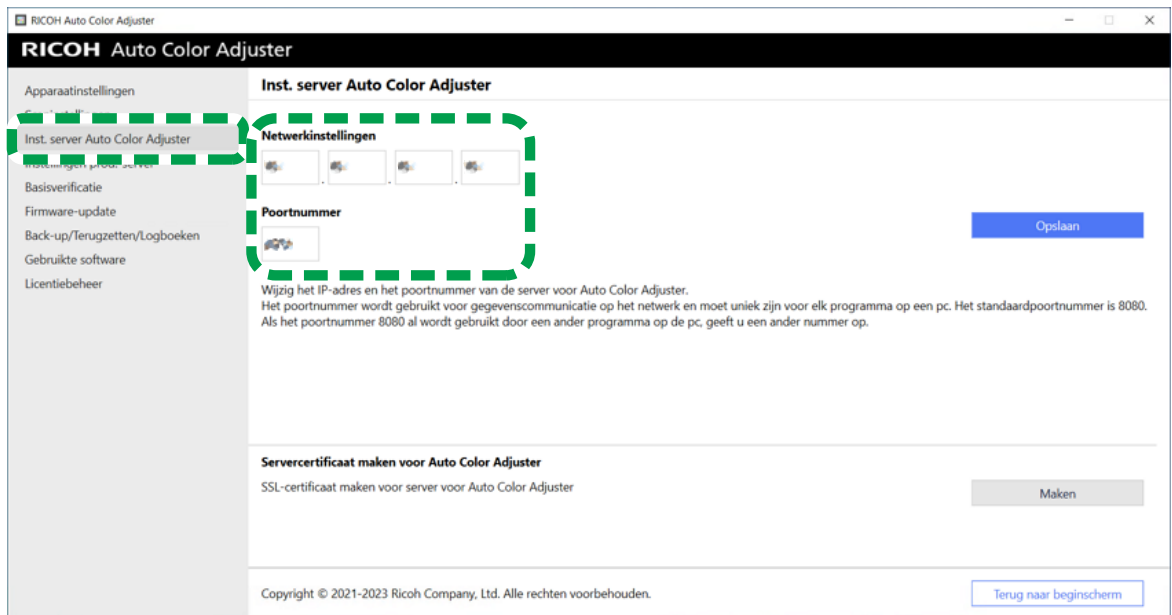 RICOH Auto Color Adjuster
RICOH Auto Color Adjuster
Apparaatinstellingen
Inst. server Auto Color Adjuster
Instellingen prod. server
Basisverificatie
Firmware-update
Back-up/Terugzetten/Logboeken
Gebruikte software
Licentiebeheer
Inst. server Auto Color Adjuster
Netwerkinstellingen
. . .
Poortnummer
Opslaan
Wijzig het IP-adres en het poortnummer van de server voor Auto Color Adjuster.
Het poortnummer wordt gebruikt voor gegevenscommunicatie op het netwerk en moet uniek zijn voor elk programma op een pc. Het standaardpoortnummer is 8080.
Als het poortnummer 8080 al wordt gebruikt door een ander programma op de pc, geeft u een ander nummer op.
Servercertificaat maken voor Auto Color Adjuster
SSL-certificaat maken voor server voor Auto Color Adjuster
Maken
Copyright © 2021-2023 Ricoh Company, Ltd. Alle rechten voorbehouden.
Terug naar beginscherm